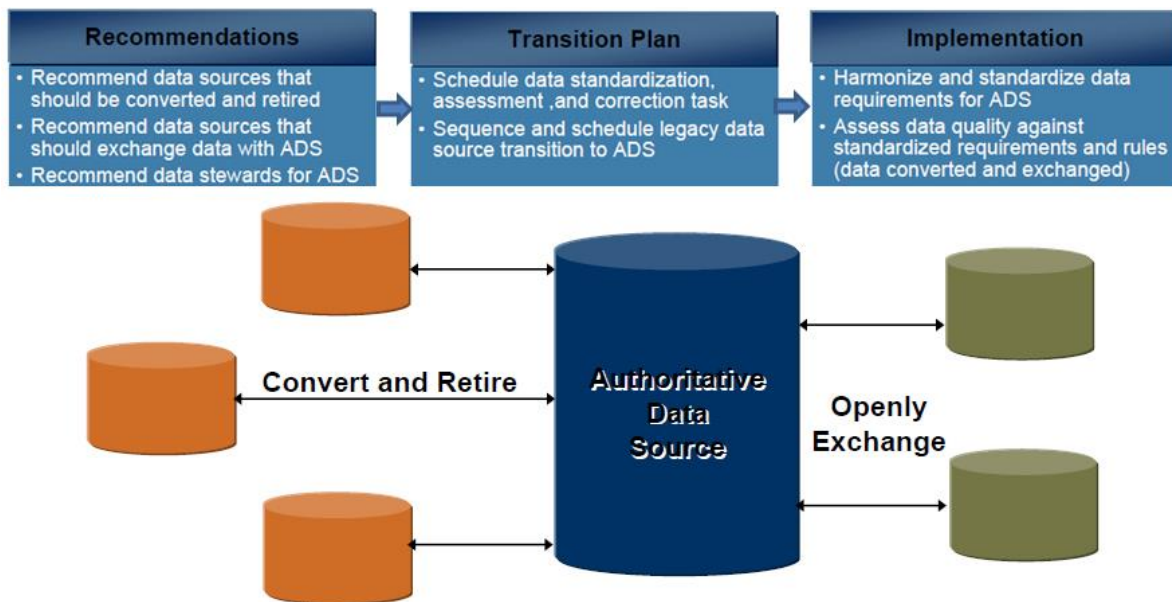 Recommendations
• Recommend data sources that
should be converted and retired
• Recommend data sources that
should exchange data with ADS
• Recommend data stewards for ADS
Transition Plan
• Schedule data standardization,
assessment ,and correction task
• Sequence and schedule legacy data
source transition to ADS
Implementation
• Harmonize and standardize data
requirements for ADS
• Assess data quality against
standardized requirements and rules
(data converted and exchanged)
Convert and Retire
Authoritative
Data
Source
Openly
Exchange